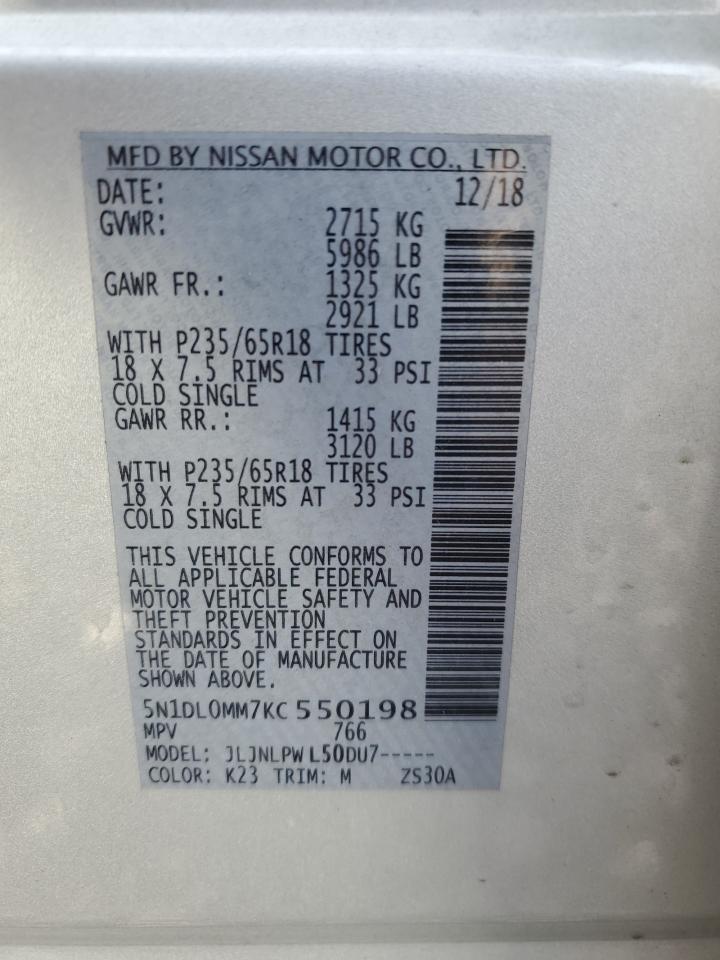 MFD BY NISSAN MOTOR CO., LTD.
DATE: 12/18
GVWR: 2715 KG
5986 LB
GAWR FR.: 1325 KG
2921 LB
WITH P235/65R18 TIRES
18 X 7.5 RIMS AT 33 PSI
COLD SINGLE
GAWR RR.: 1415 KG
3120 LB
WITH P235/65R18 TIRES
18 X 7.5 RIMS AT 33 PSI
COLD SINGLE
THIS VEHICLE CONFORMS TO
ALL APPLICABLE FEDERAL
MOTOR VEHICLE SAFETY AND
THEFT PREVENTION
STANDARDS IN EFFECT ON
THE DATE OF MANUFACTURE
SHOWN ABOVE.
5N1DL0MM7KC 550198
MPV 766
MODEL: JLJNLPW L50DU7-----
COLOR: K23 TRIM: M ZS30A